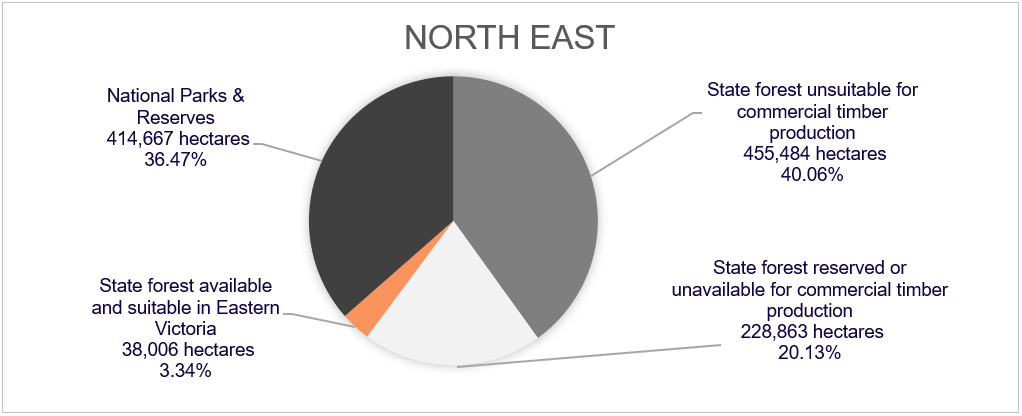 NORTH EAST
National Parks &
Reserves
414,667 hectares
36.47%
State forest unsuitable for
commercial timber
production
455,484 hectares
40.06%
State forest available
and suitable in Eastern
Victoria
38,006 hectares
3.34%
State forest reserved or
unavailable for commercial timber
production
228,863 hectares
20.13%